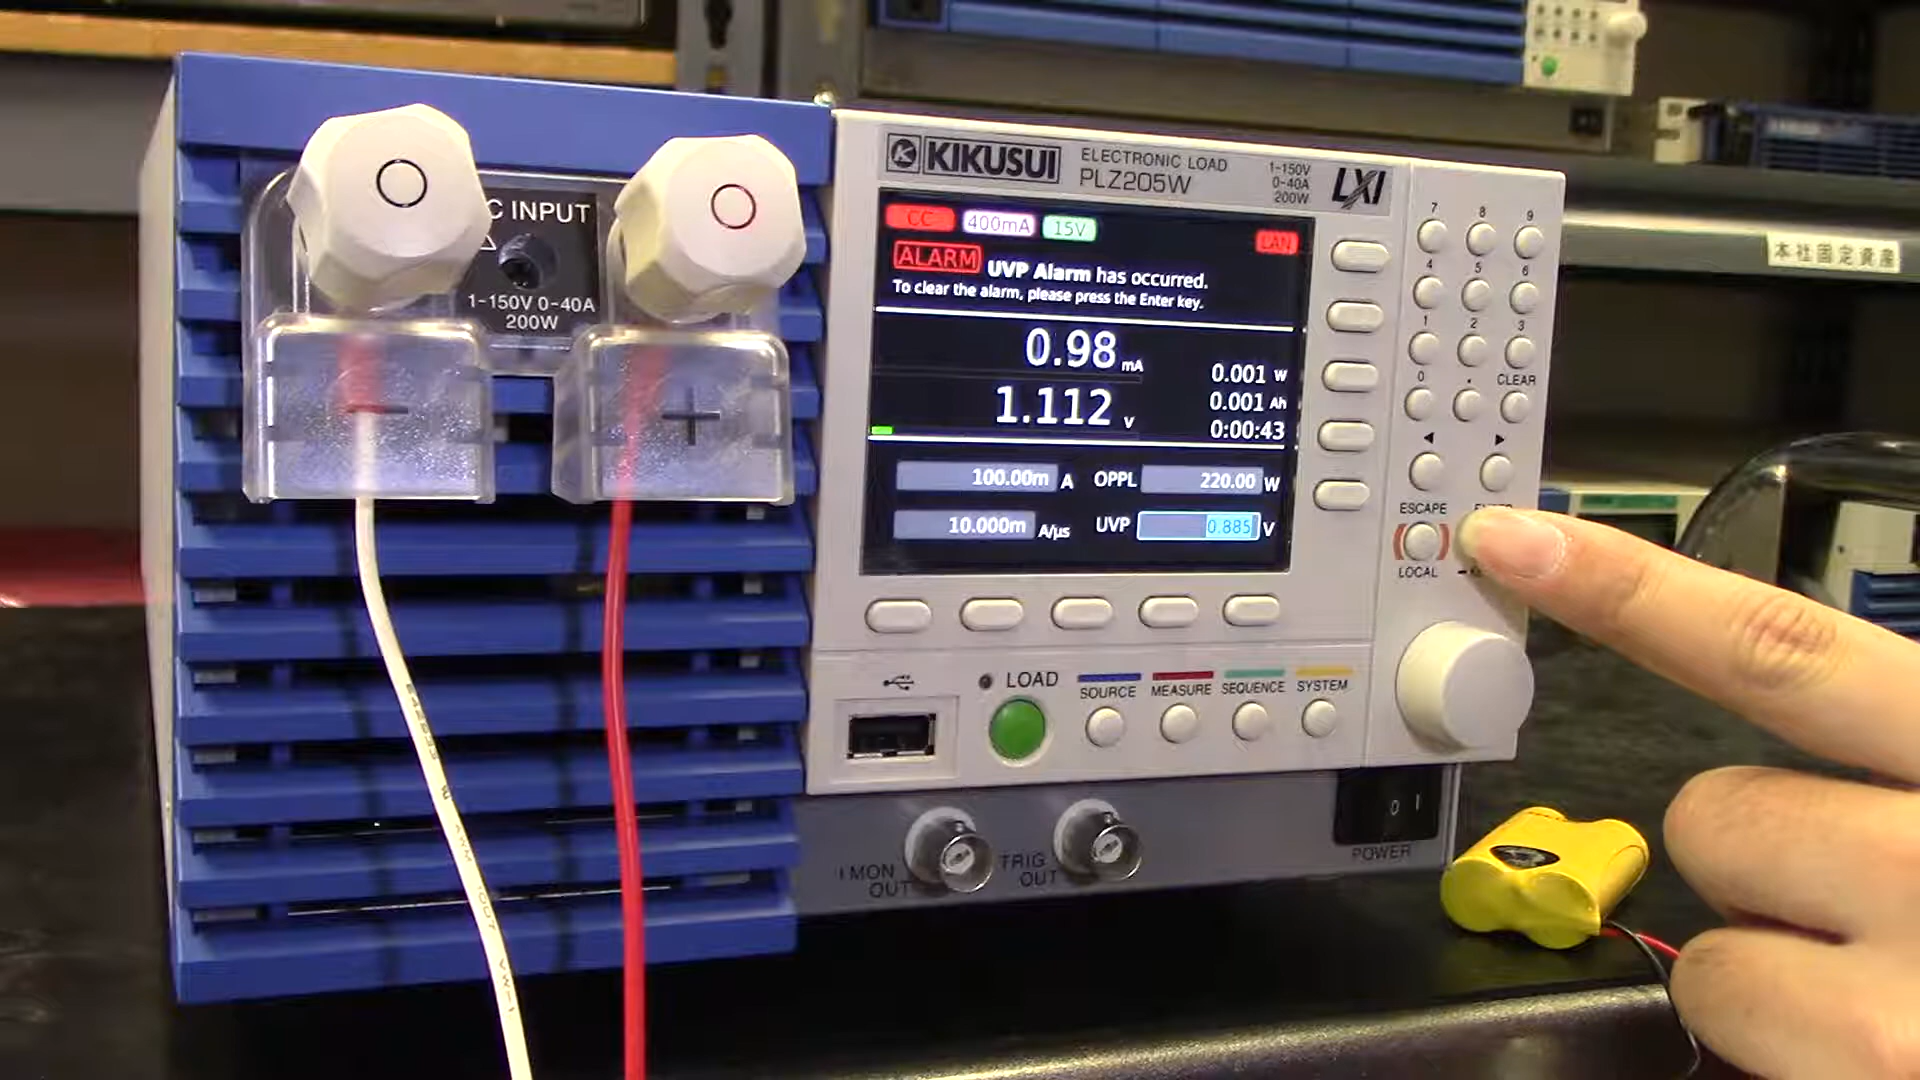 KIKUSUI
ELECTRONIC LOAD
PLZ205W
1-150V
0-40A
200W
LXI
C INPUT
1-150V 0-40A
200W
-
+
CC 400mA 15V LAN
ALARM UVP Alarm has occurred.
To clear the alarm, please press the Enter key.
0.98 mA
1.112 V
0.001 W
0.001 Ah
0:00:43
100.00m A OPPL 220.00 W
10.000m A/µs UVP 0.885 V
7 8 9
4 5 6
1 2 3
0 . CLEAR
◀ ▶
ESCAPE
LOCAL
LOAD
SOURCE MEASURE SEQUENCE SYSTEM
I MON
OUT
TRIG
OUT
0 I
POWER
本社固定資産